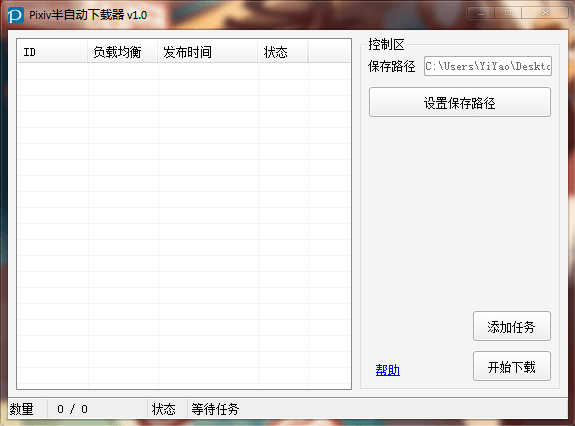 Pixiv半自动下载器 v1.0
ID 负载均衡 发布时间 状态
控制区
保存路径 C:\Users\YiYao\Deskto
设置保存路径
添加任务
帮助 开始下载
数量 0 / 0 状态 等待任务